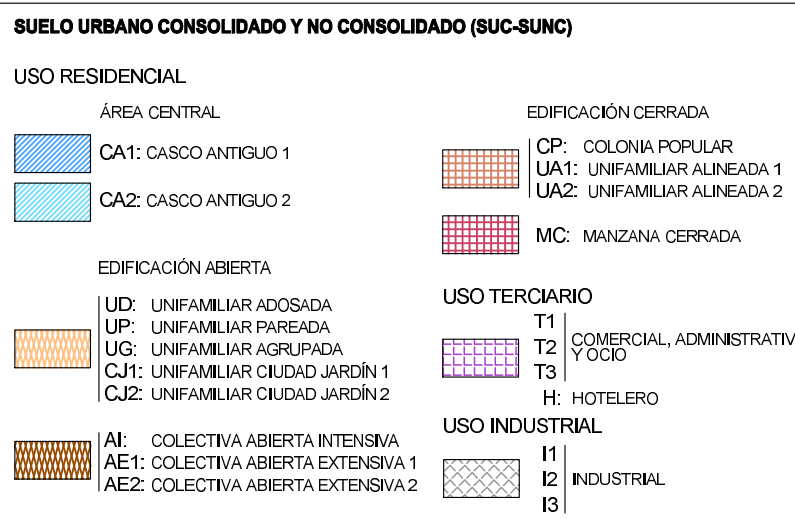 SUELO URBANO CONSOLIDADO Y NO CONSOLIDADO (SUC-SUNC)
USO RESIDENCIAL
ÁREA CENTRAL
CA1: CASCO ANTIGUO 1
CA2: CASCO ANTIGUO 2
EDIFICACIÓN ABIERTA
UD: UNIFAMILIAR ADOSADA
UP: UNIFAMILIAR PAREADA
UG: UNIFAMILIAR AGRUPADA
CJ1: UNIFAMILIAR CIUDAD JARDÍN 1
CJ2: UNIFAMILIAR CIUDAD JARDÍN 2
AI: COLECTIVA ABIERTA INTENSIVA
AE1: COLECTIVA ABIERTA EXTENSIVA 1
AE2: COLECTIVA ABIERTA EXTENSIVA 2
EDIFICACIÓN CERRADA
CP: COLONIA POPULAR
UA1: UNIFAMILIAR ALINEADA 1
UA2: UNIFAMILIAR ALINEADA 2
MC: MANZANA CERRADA
USO TERCIARIO
T1
T2
T3
COMERCIAL, ADMINISTRATIV
Y OCIO
H: HOTELERO
USO INDUSTRIAL
I1
I2 INDUSTRIAL
I3